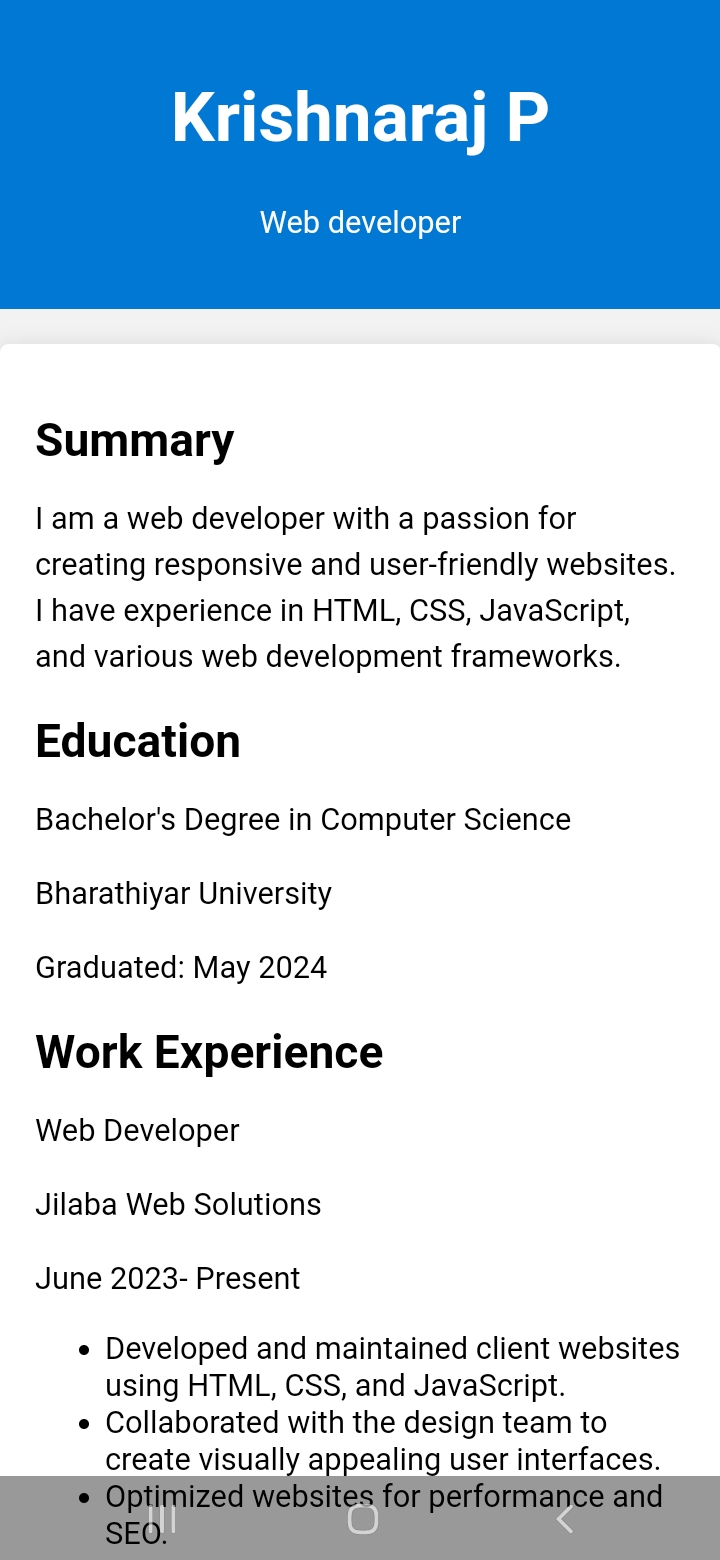 Krishnaraj P
Web developer
Summary
I am a web developer with a passion for
creating responsive and user-friendly websites.
I have experience in HTML, CSS, JavaScript,
and various web development frameworks.
Education
Bachelor's Degree in Computer Science
Bharathiyar University
Graduated: May 2024
Work Experience
Web Developer
Jilaba Web Solutions
June 2023- Present
• Developed and maintained client websites
using HTML, CSS, and JavaScript.
• Collaborated with the design team to
create visually appealing user interfaces.
• Optimized websites for performance and
SEO.